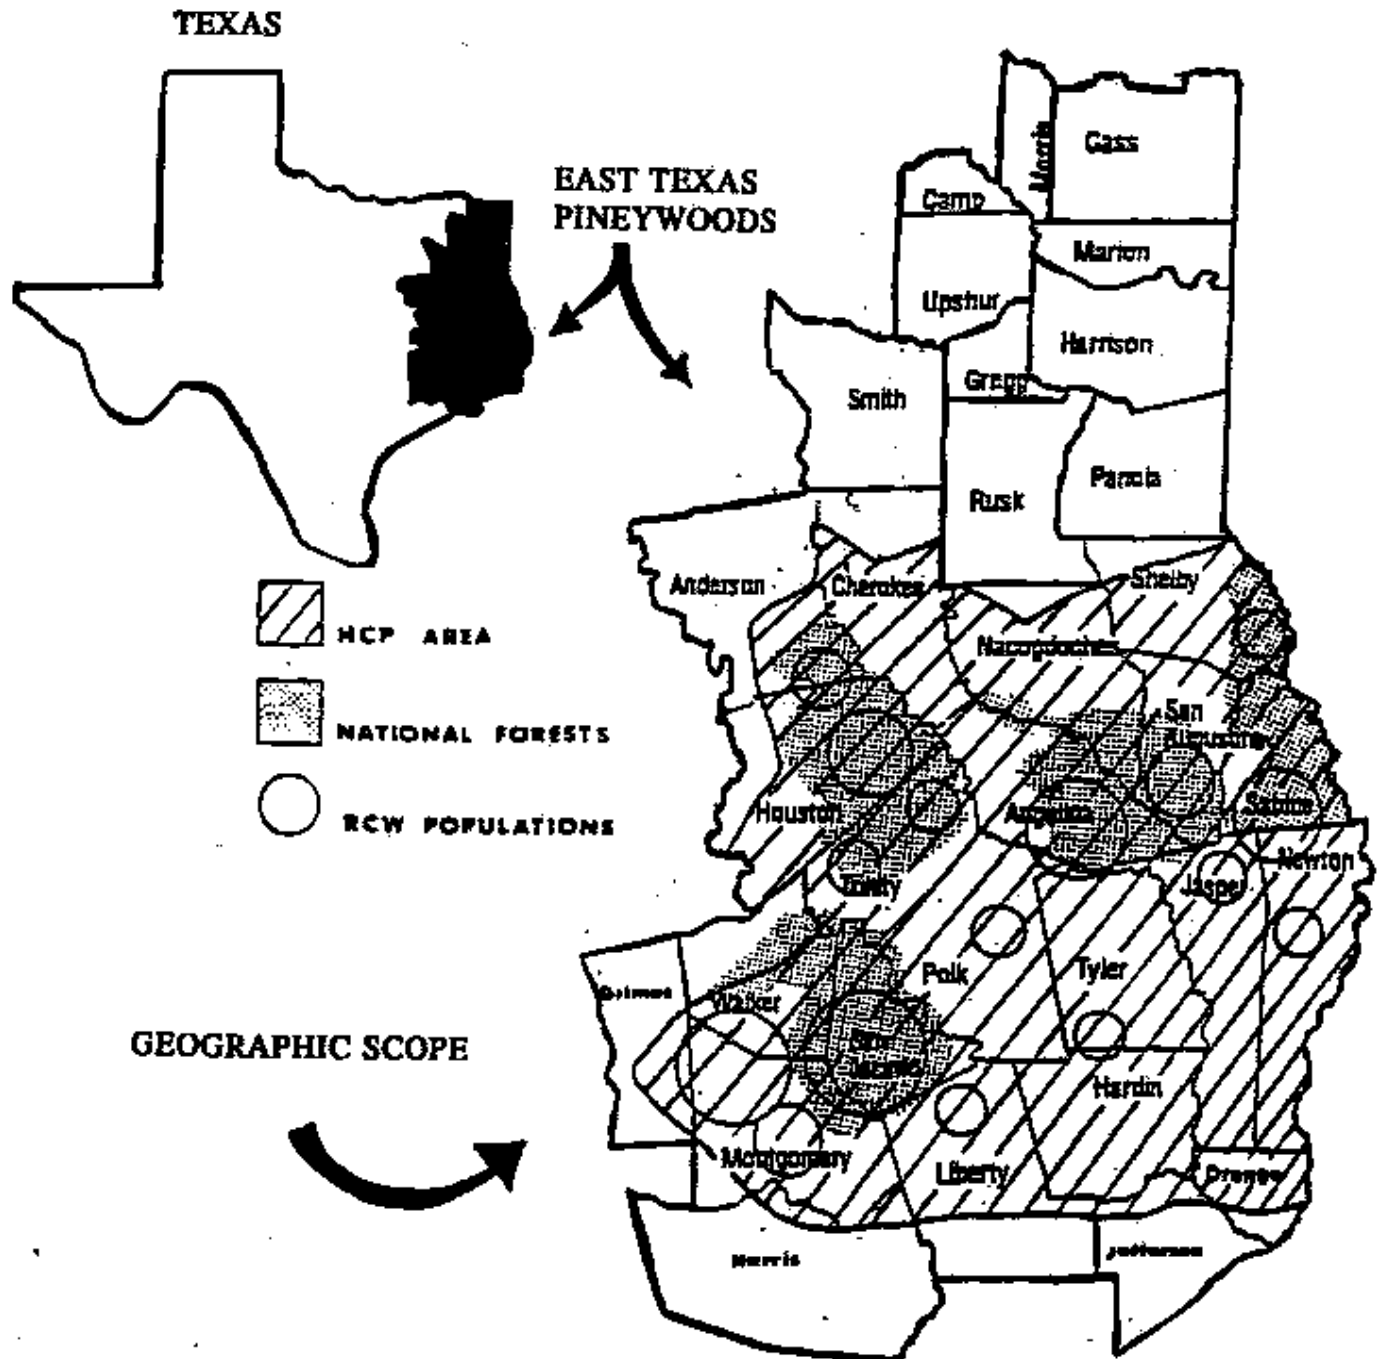 TEXAS
EAST TEXAS
PINEYWOODS
HCP AREA
NATIONAL FORESTS
RCW POPULATIONS
GEOGRAPHIC SCOPE
Morris
Cass
Camp
Marion
Upshur
Harrison
Gregg
Smith
Panola
Rusk
Anderson
Cherokee
Shelby
Nacogdoches
San
Augustine
Houston
Angelina
Sabine
Newton
Trinity
Jasper
Polk
Tyler
Grimes
Walker
San
Jacinto
Hardin
Montgomery
Liberty
Orange
Harris
Jefferson